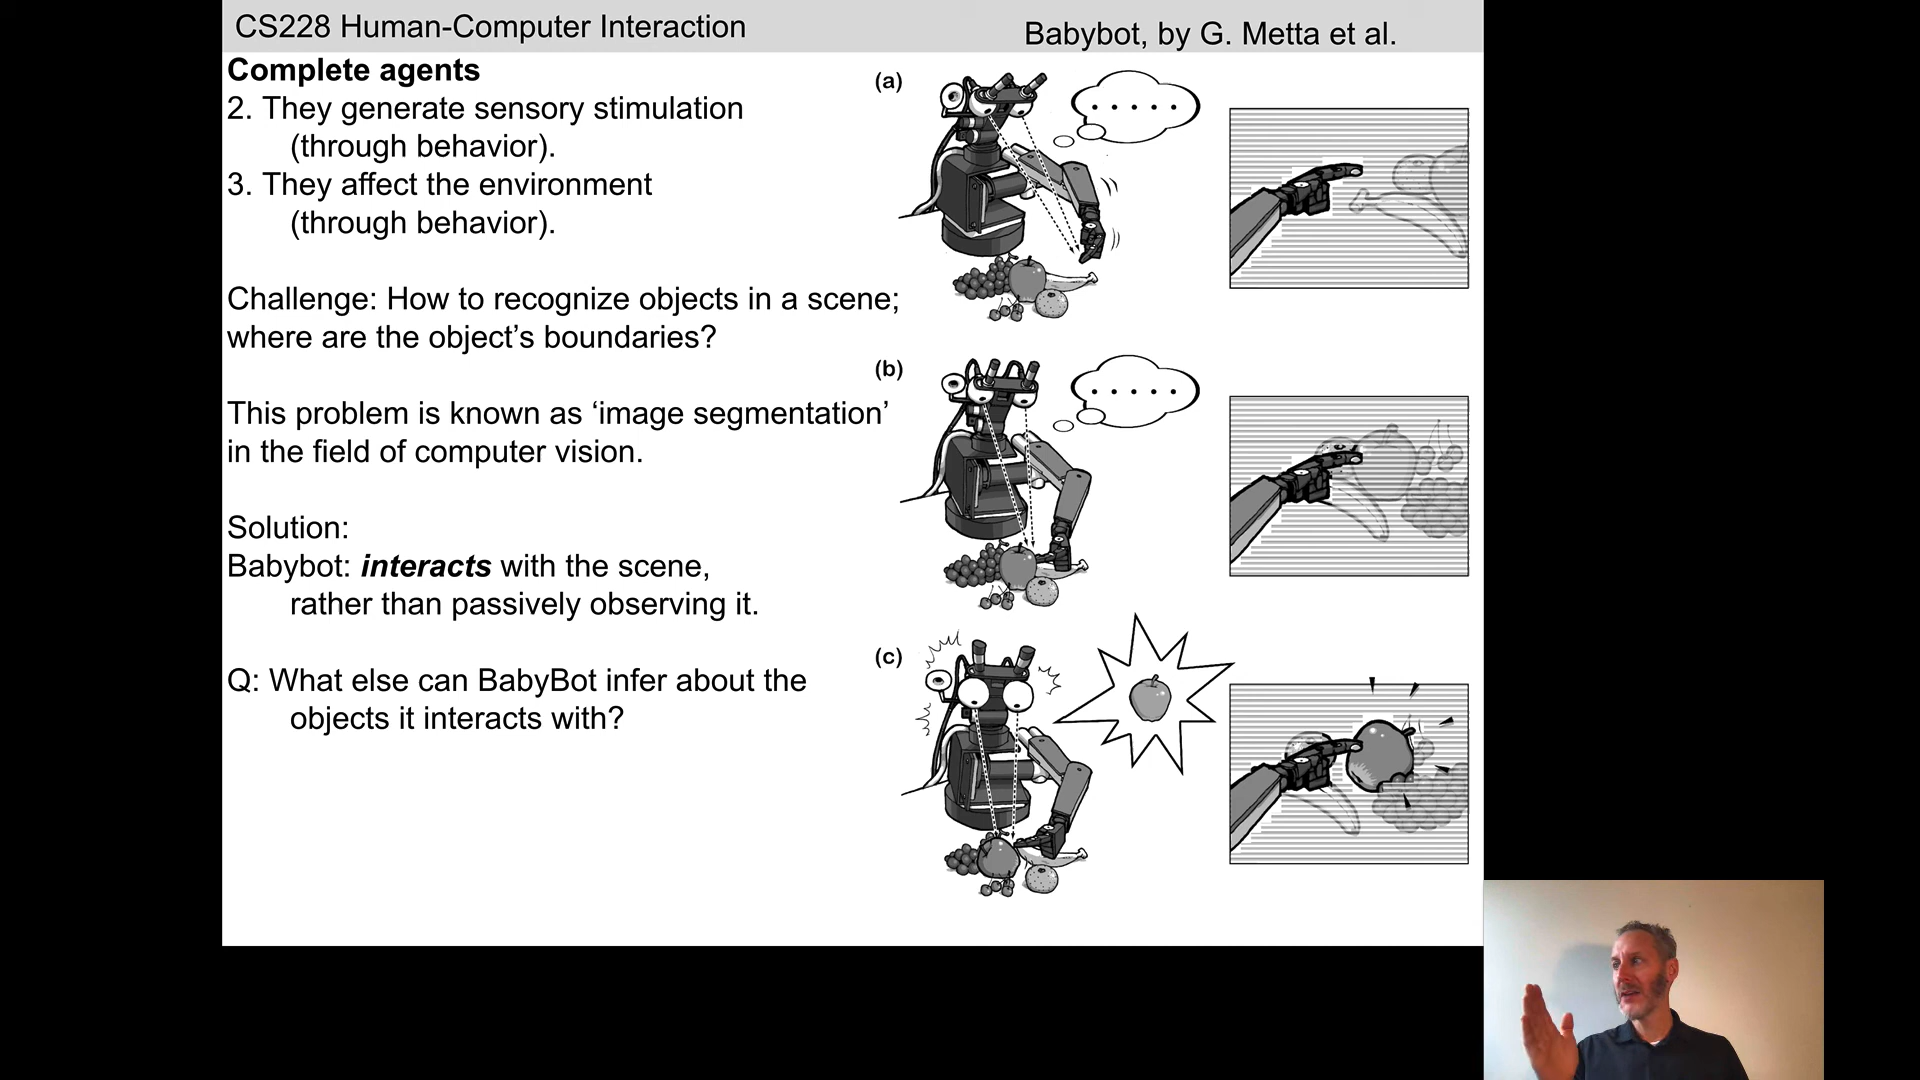 CS228 Human-Computer Interaction
Babybot, by G. Metta et al.
Complete agents
2. They generate sensory stimulation
(through behavior).
3. They affect the environment
(through behavior).
Challenge: How to recognize objects in a scene;
where are the object’s boundaries?
This problem is known as ‘image segmentation’
in the field of computer vision.
Solution:
Babybot: interacts with the scene,
rather than passively observing it.
Q: What else can BabyBot infer about the
objects it interacts with?
(a)
. . . . .
(b)
. . . . .
(c)